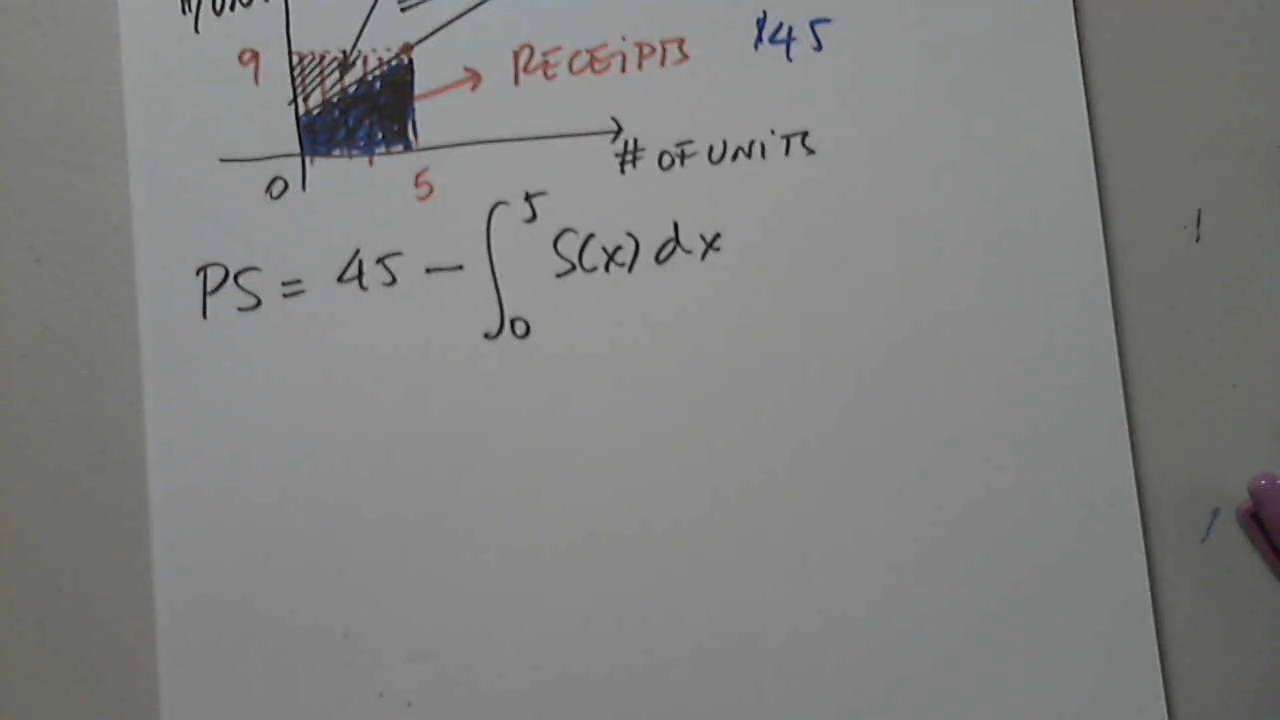 9
RECEIPTS
$45
# OF UNITS
0
5
PS = 45 - ∫₀⁵ S(x) dx